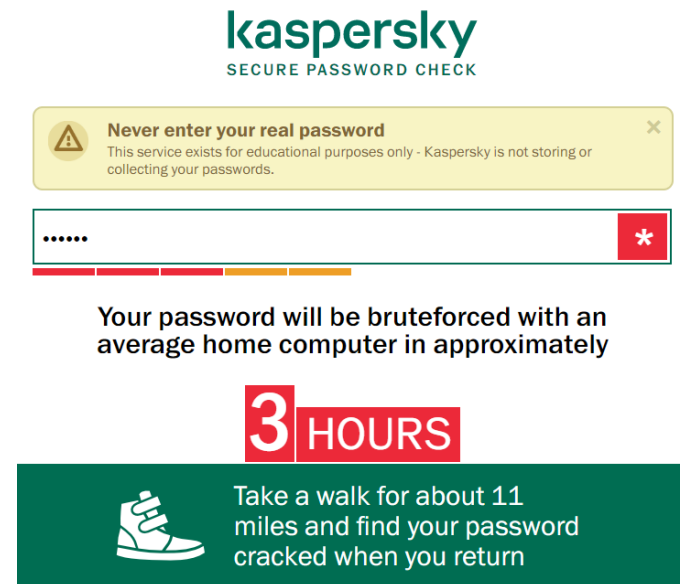 kaspersky
SECURE PASSWORD CHECK
Never enter your real password
This service exists for educational purposes only - Kaspersky is not storing or
collecting your passwords.
••••••
*
Your password will be bruteforced with an
average home computer in approximately
3 HOURS
Take a walk for about 11
miles and find your password
cracked when you return